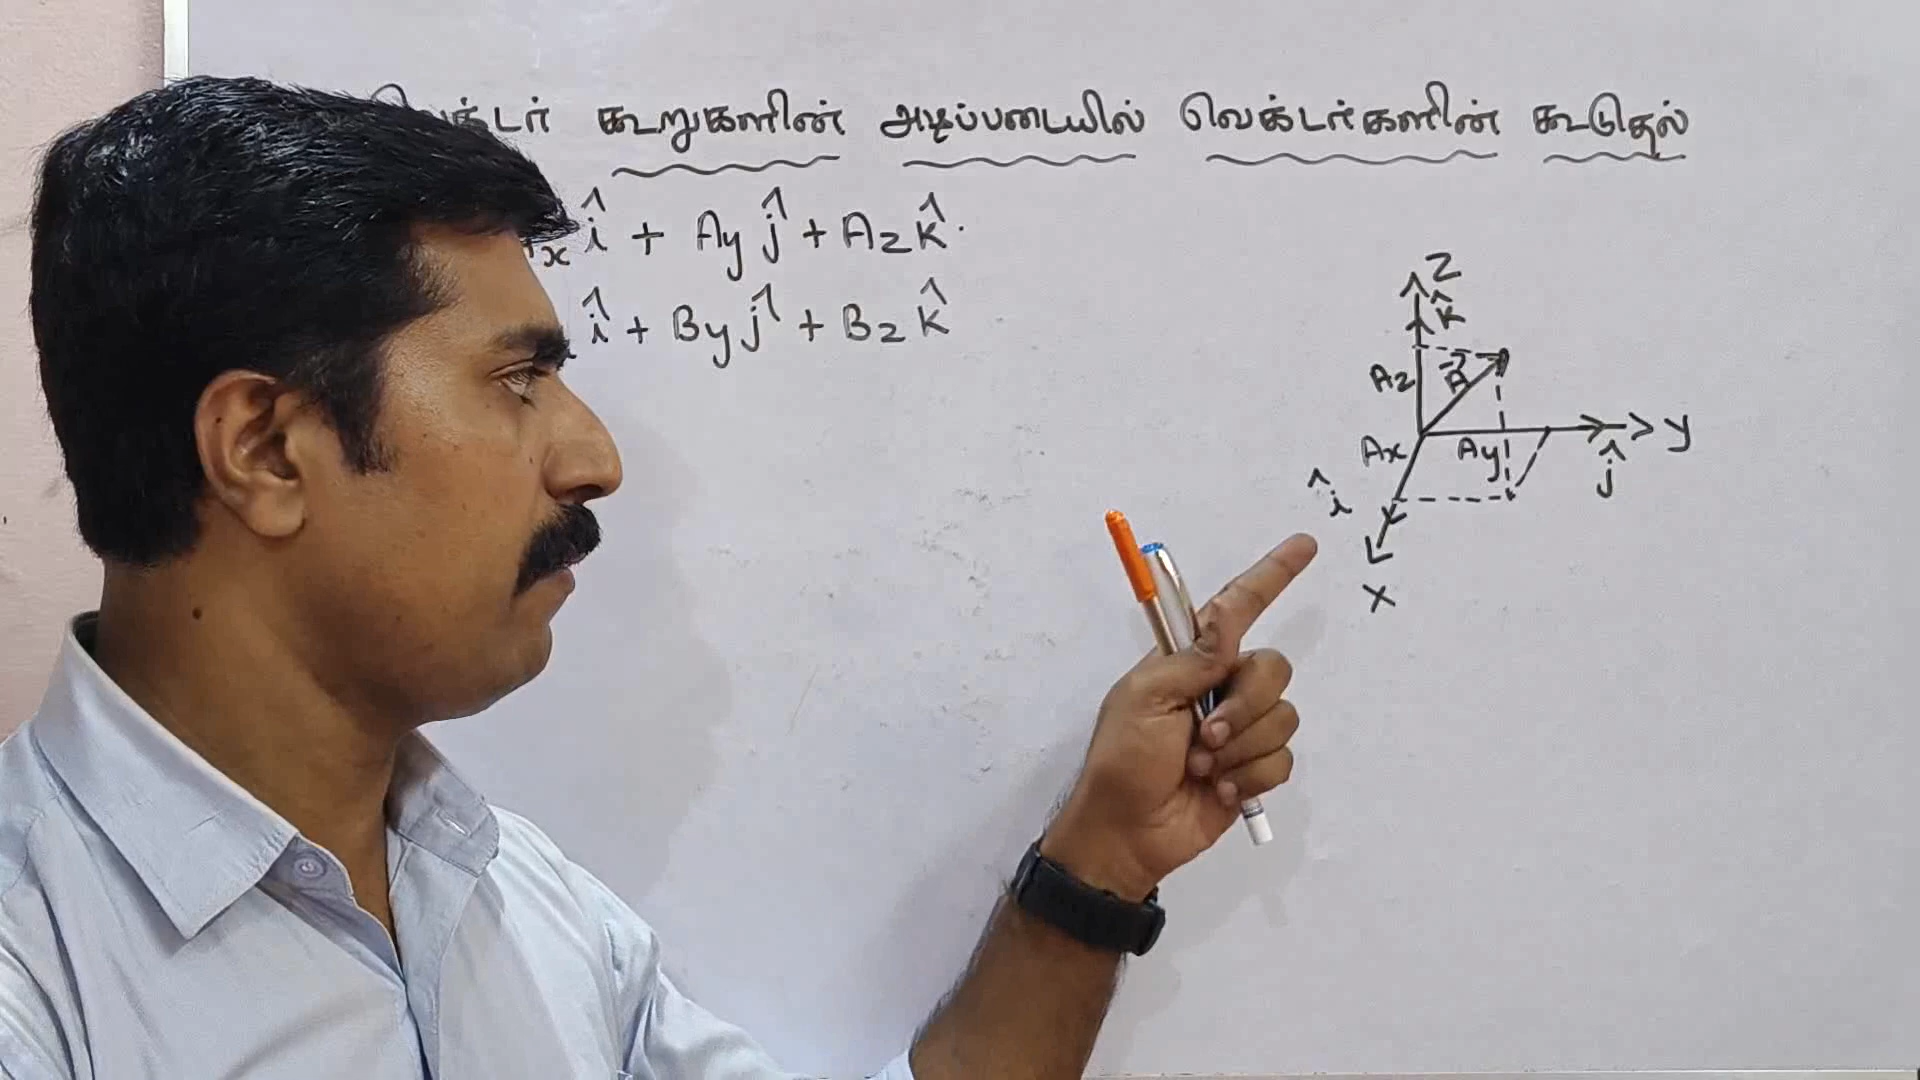 கூறுகளின் அடிப்படையில் வெக்டர்களின் கூடுதல்
î + Ay ĵ + Az k̂.
î + By ĵ + Bz k̂
Z
k̂
Az
A⃗
Ax
Ay
y
ĵ
î
x